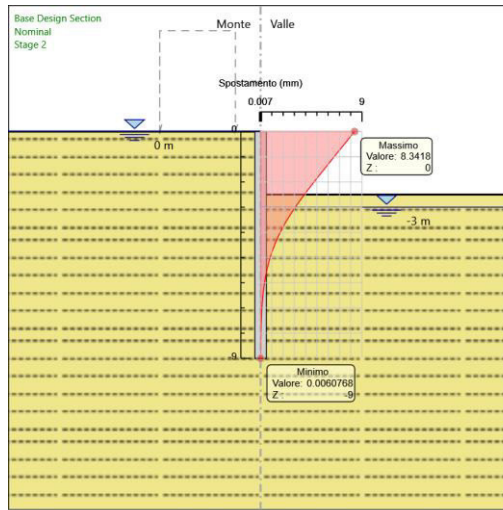 Base Design Section
Nominal
Stage 2
Monte
Valle
Spostamento (mm)
0.007
9
0
0 m
Massimo
Valore: 8.3418
Z : 0
-3 m
-9
Minimo
Valore: 0.0060768
Z : -9